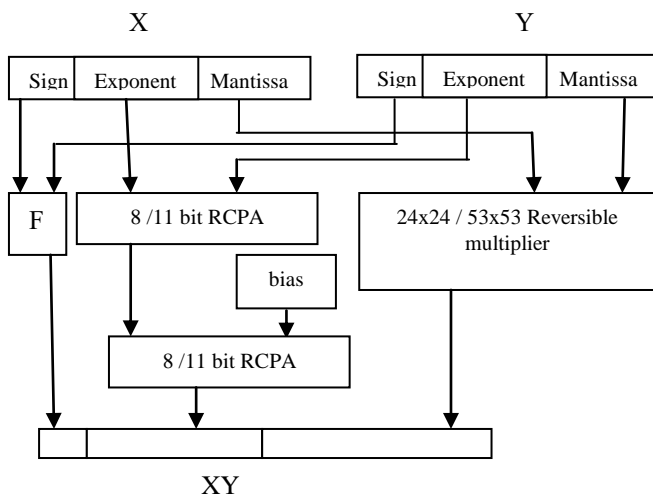 X Y
Sign Exponent Mantissa Sign Exponent Mantissa
F
8 /11 bit RCPA
24x24 / 53x53 Reversible
multiplier
bias
8 /11 bit RCPA
XY